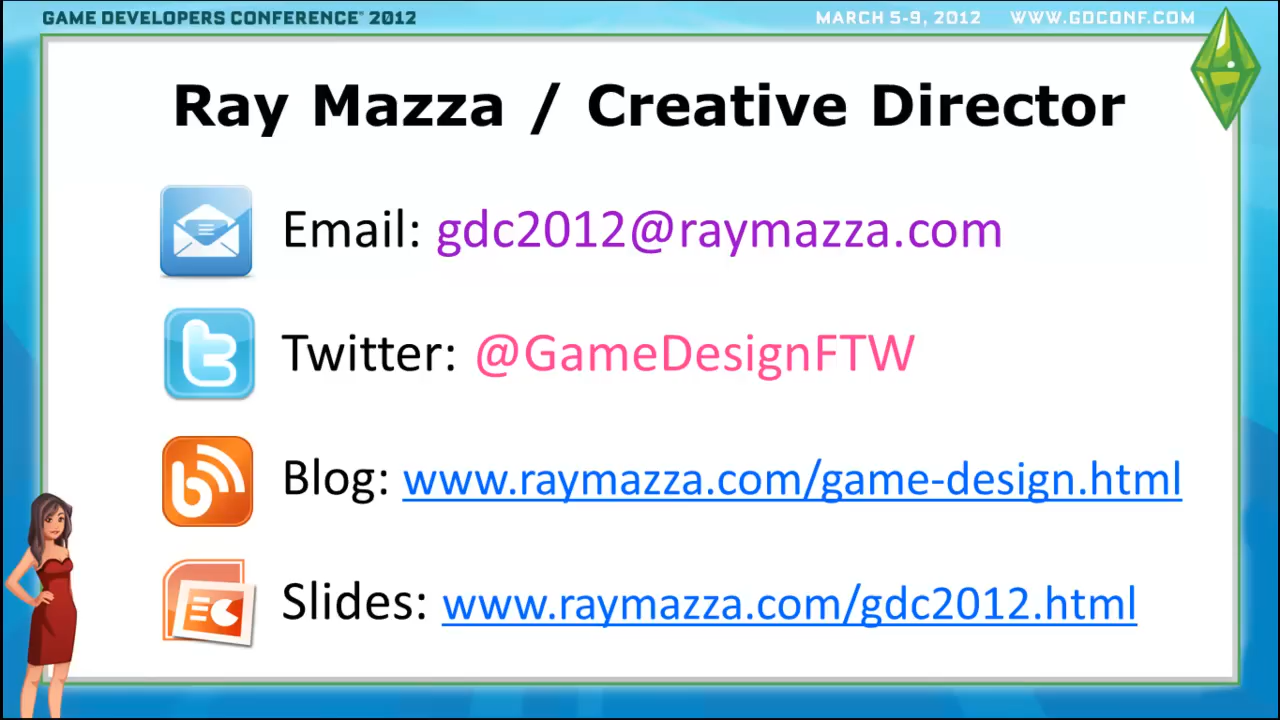 GAME DEVELOPERS CONFERENCE® 2012 MARCH 5-9, 2012 WWW.GDCONF.COM
Ray Mazza / Creative Director
Email: gdc2012@raymazza.com
Twitter: @GameDesignFTW
Blog: www.raymazza.com/game-design.html
Slides: www.raymazza.com/gdc2012.html